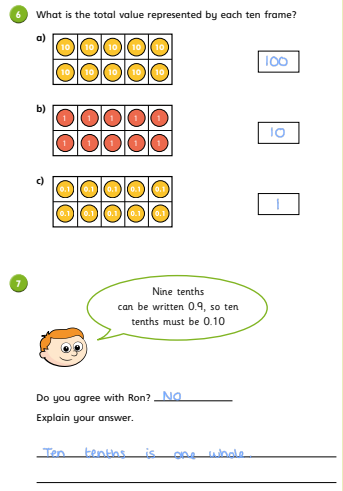 6 What is the total value represented by each ten frame?
a)
10 10 10 10 10
10 10 10 10 10
100
b)
1 1 1 1 1
1 1 1 1 1
10
c)
0.1 0.1 0.1 0.1 0.1
0.1 0.1 0.1 0.1 0.1
1
7
Nine tenths
can be written 0.9, so ten
tenths must be 0.10
Do you agree with Ron? No
Explain your answer.
Ten tenths is one whole.